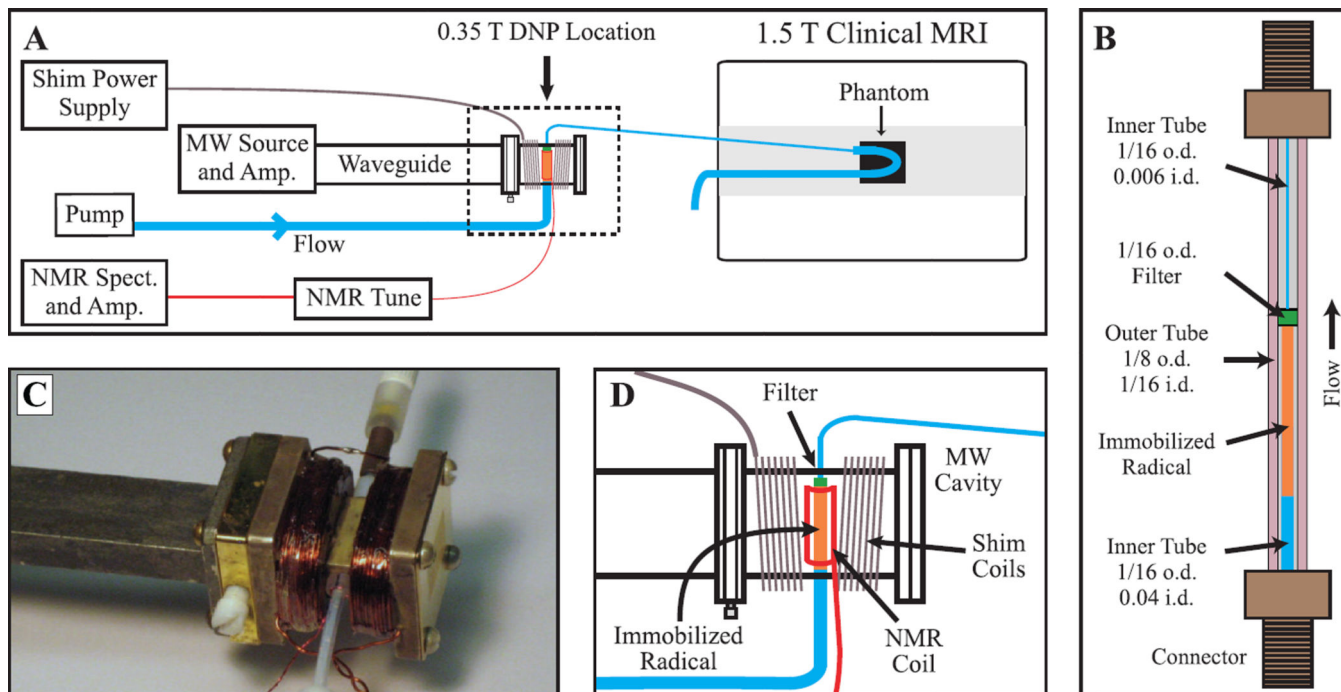 A
0.35 T DNP Location
1.5 T Clinical MRI
Shim Power
Supply
MW Source
and Amp.
Waveguide
Phantom
Pump
Flow
NMR Spect.
and Amp.
NMR Tune
B
Inner Tube
1/16 o.d.
0.006 i.d.
1/16 o.d.
Filter
Outer Tube
1/8 o.d.
1/16 i.d.
Flow
Immobilized
Radical
Inner Tube
1/16 o.d.
0.04 i.d.
Connector
C
D
Filter
MW
Cavity
Shim
Coils
Immobilized
Radical
NMR
Coil